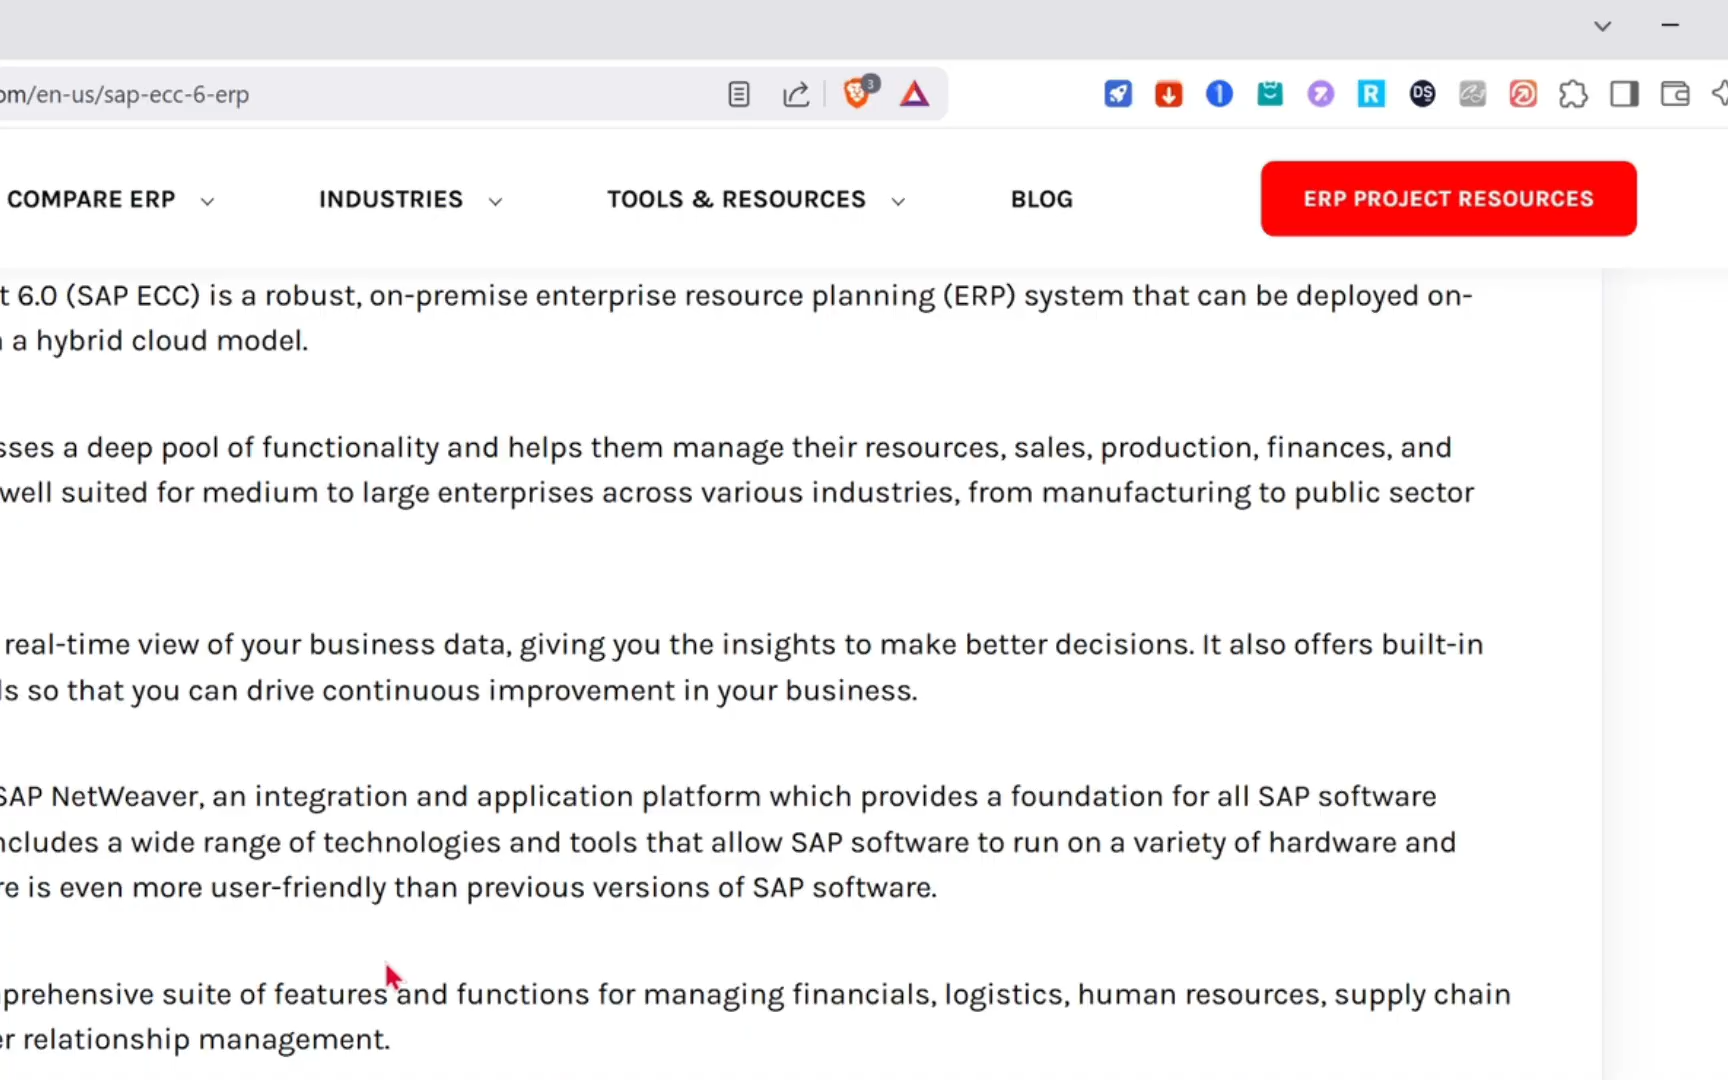 om/en-us/sap-ecc-6-erp
3
1
R
DS
COMPARE ERP
INDUSTRIES
TOOLS & RESOURCES
BLOG
ERP PROJECT RESOURCES
t 6.0 (SAP ECC) is a robust, on-premise enterprise resource planning (ERP) system that can be deployed on-
a hybrid cloud model.
sses a deep pool of functionality and helps them manage their resources, sales, production, finances, and
well suited for medium to large enterprises across various industries, from manufacturing to public sector
real-time view of your business data, giving you the insights to make better decisions. It also offers built-in
ls so that you can drive continuous improvement in your business.
SAP NetWeaver, an integration and application platform which provides a foundation for all SAP software
ncludes a wide range of technologies and tools that allow SAP software to run on a variety of hardware and
re is even more user-friendly than previous versions of SAP software.
prehensive suite of features and functions for managing financials, logistics, human resources, supply chain
er relationship management.